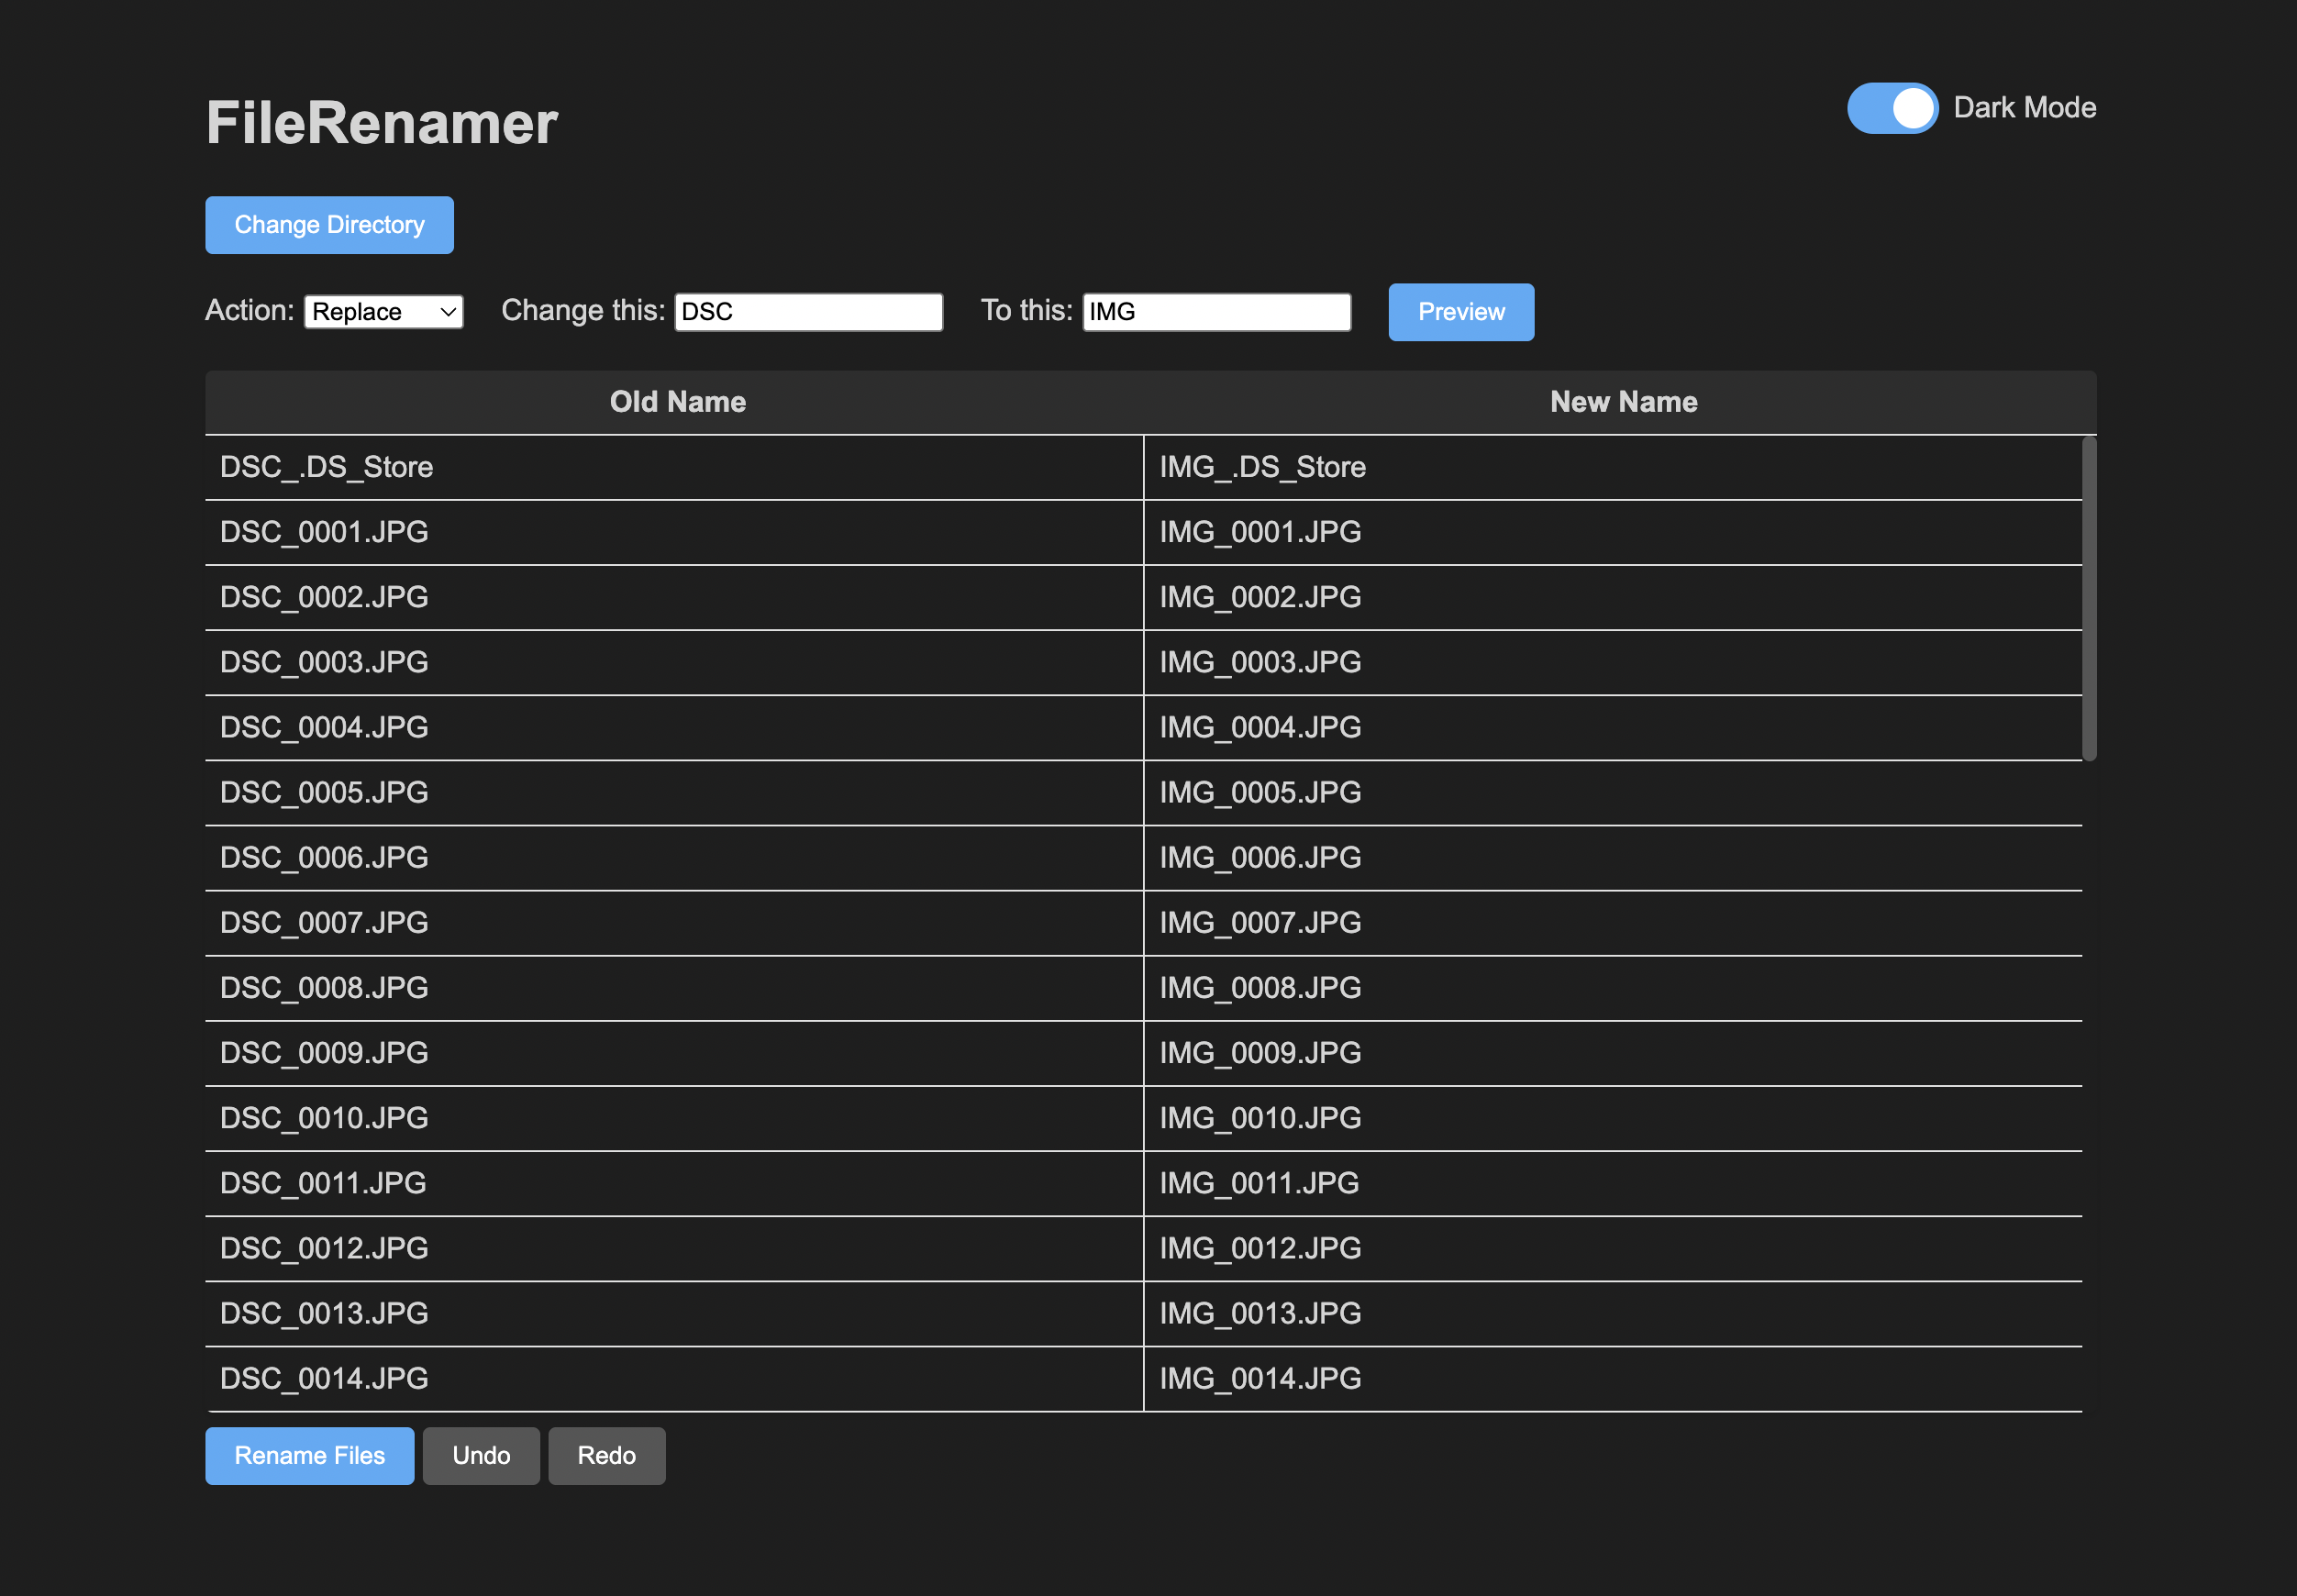 FileRenamer
Dark Mode
Change Directory
Action: Replace Change this: DSC To this: IMG Preview
Old Name New Name
DSC_.DS_Store IMG_.DS_Store
DSC_0001.JPG IMG_0001.JPG
DSC_0002.JPG IMG_0002.JPG
DSC_0003.JPG IMG_0003.JPG
DSC_0004.JPG IMG_0004.JPG
DSC_0005.JPG IMG_0005.JPG
DSC_0006.JPG IMG_0006.JPG
DSC_0007.JPG IMG_0007.JPG
DSC_0008.JPG IMG_0008.JPG
DSC_0009.JPG IMG_0009.JPG
DSC_0010.JPG IMG_0010.JPG
DSC_0011.JPG IMG_0011.JPG
DSC_0012.JPG IMG_0012.JPG
DSC_0013.JPG IMG_0013.JPG
DSC_0014.JPG IMG_0014.JPG
Rename Files Undo Redo